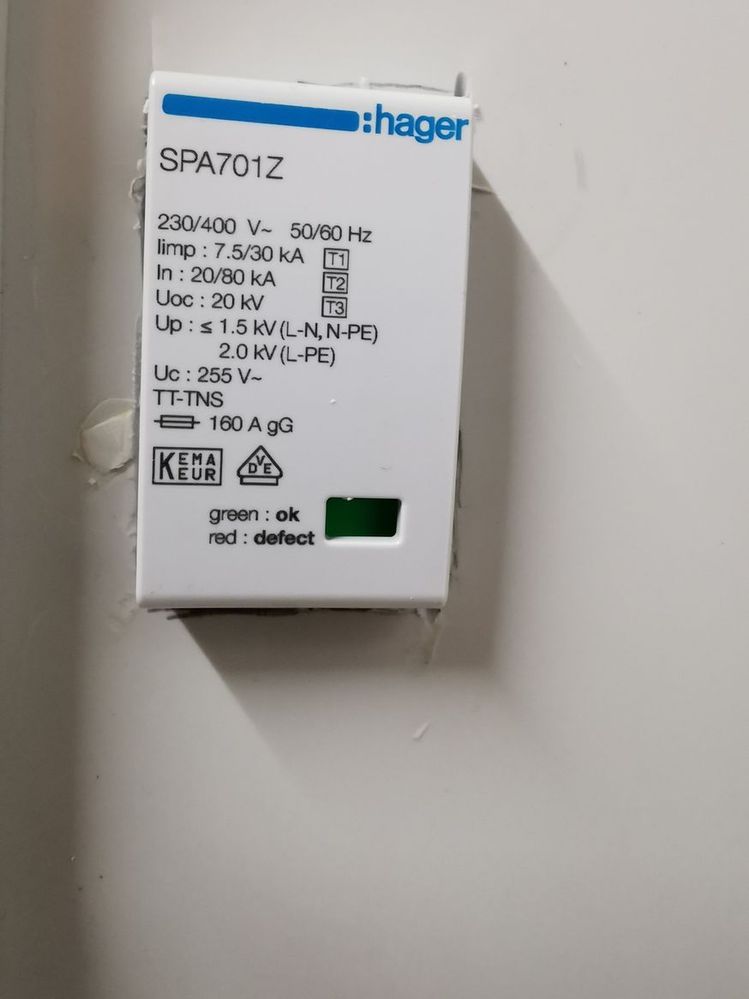 :hager
SPA701Z
230/400 V~ 50/60 Hz
Iimp : 7.5/30 kA T1
In : 20/80 kA T2
Uoc : 20 kV T3
Up : ≤ 1.5 kV (L-N, N-PE)
2.0 kV (L-PE)
Uc : 255 V~
TT-TNS
160 A gG
KEMA KEUR DVE
green : ok
red : defect